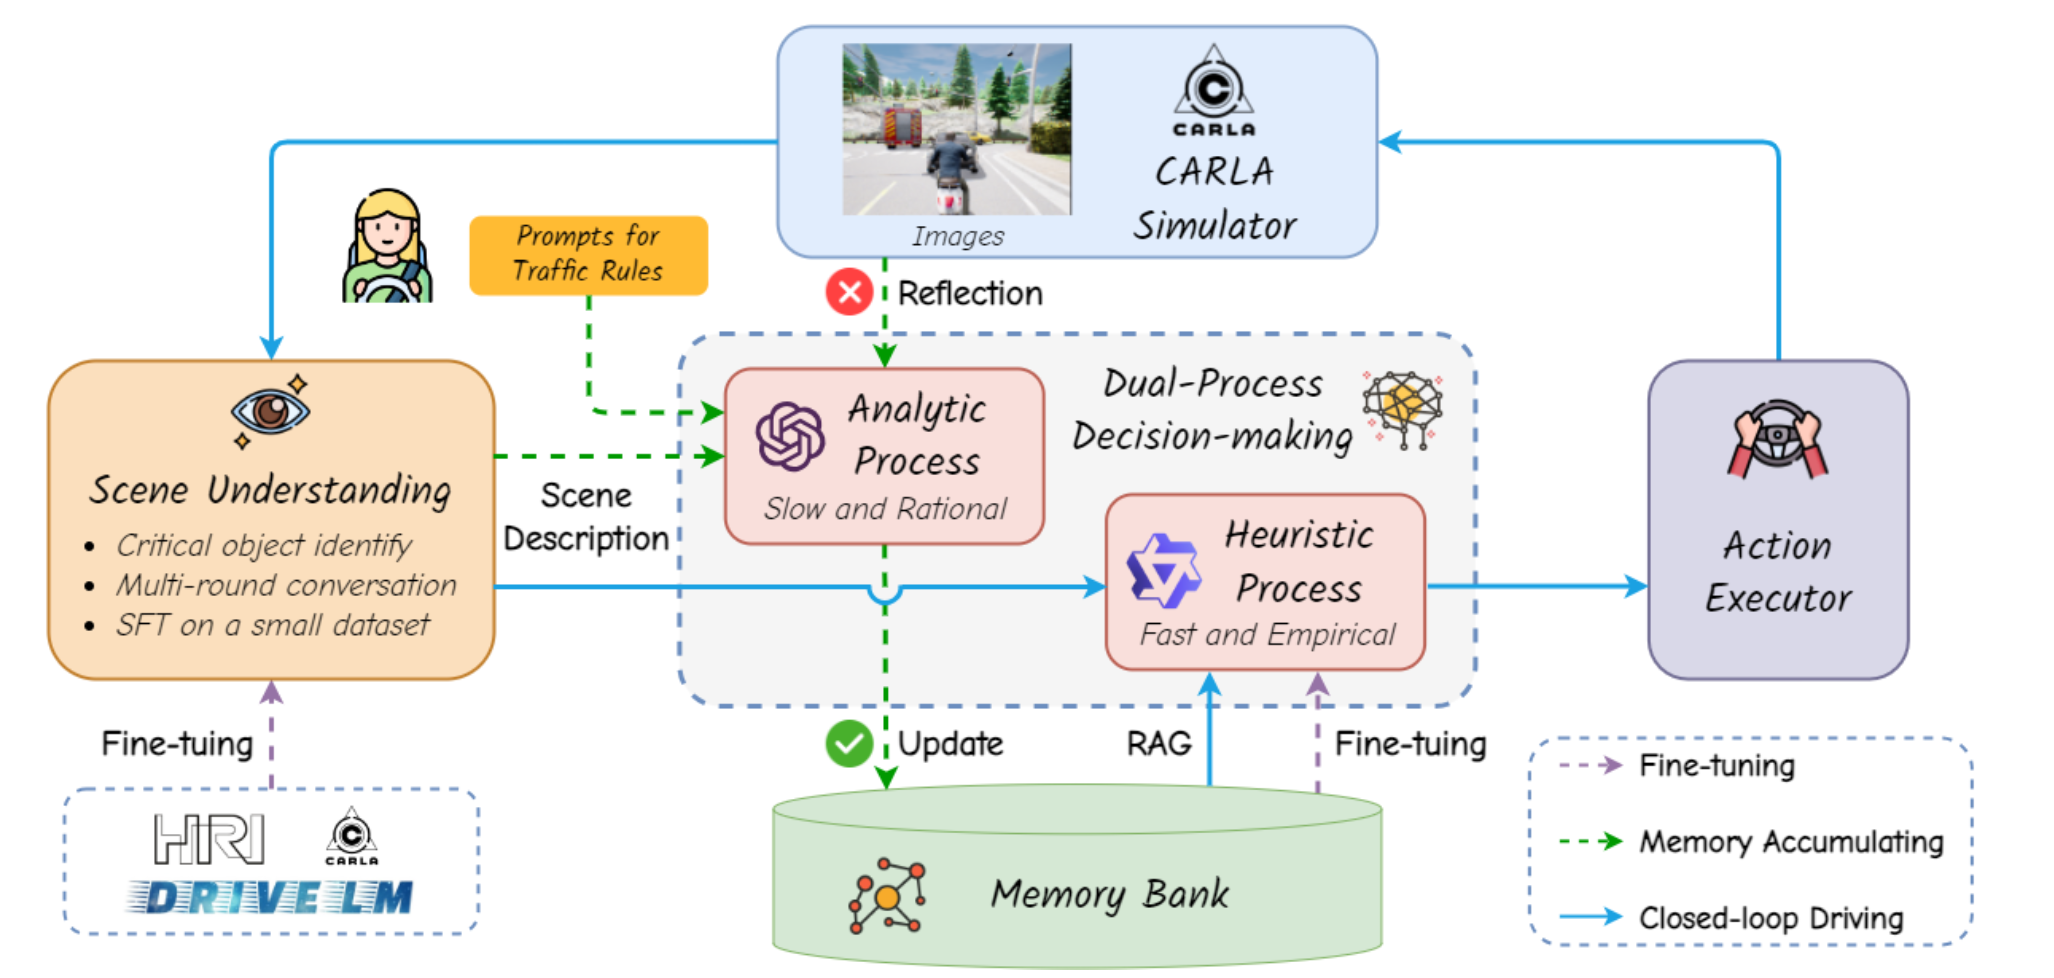 CARLA
CARLA
Simulator
Images
Prompts for
Traffic Rules
Reflection
Dual-Process
Decision-making
Analytic
Process
Slow and Rational
Scene Understanding
• Critical object identify
• Multi-round conversation
• SFT on a small dataset
Scene
Description
Heuristic
Process
Fast and Empirical
Action
Executor
Fine-tuing
Update
RAG
Fine-tuing
HRI
CARLA
DRIVE LM
Memory Bank
Fine-tuning
Memory Accumulating
Closed-loop Driving